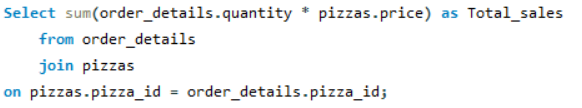 Select sum(order_details.quantity * pizzas.price) as Total_sales
from order_details
join pizzas
on pizzas.pizza_id = order_details.pizza_id;